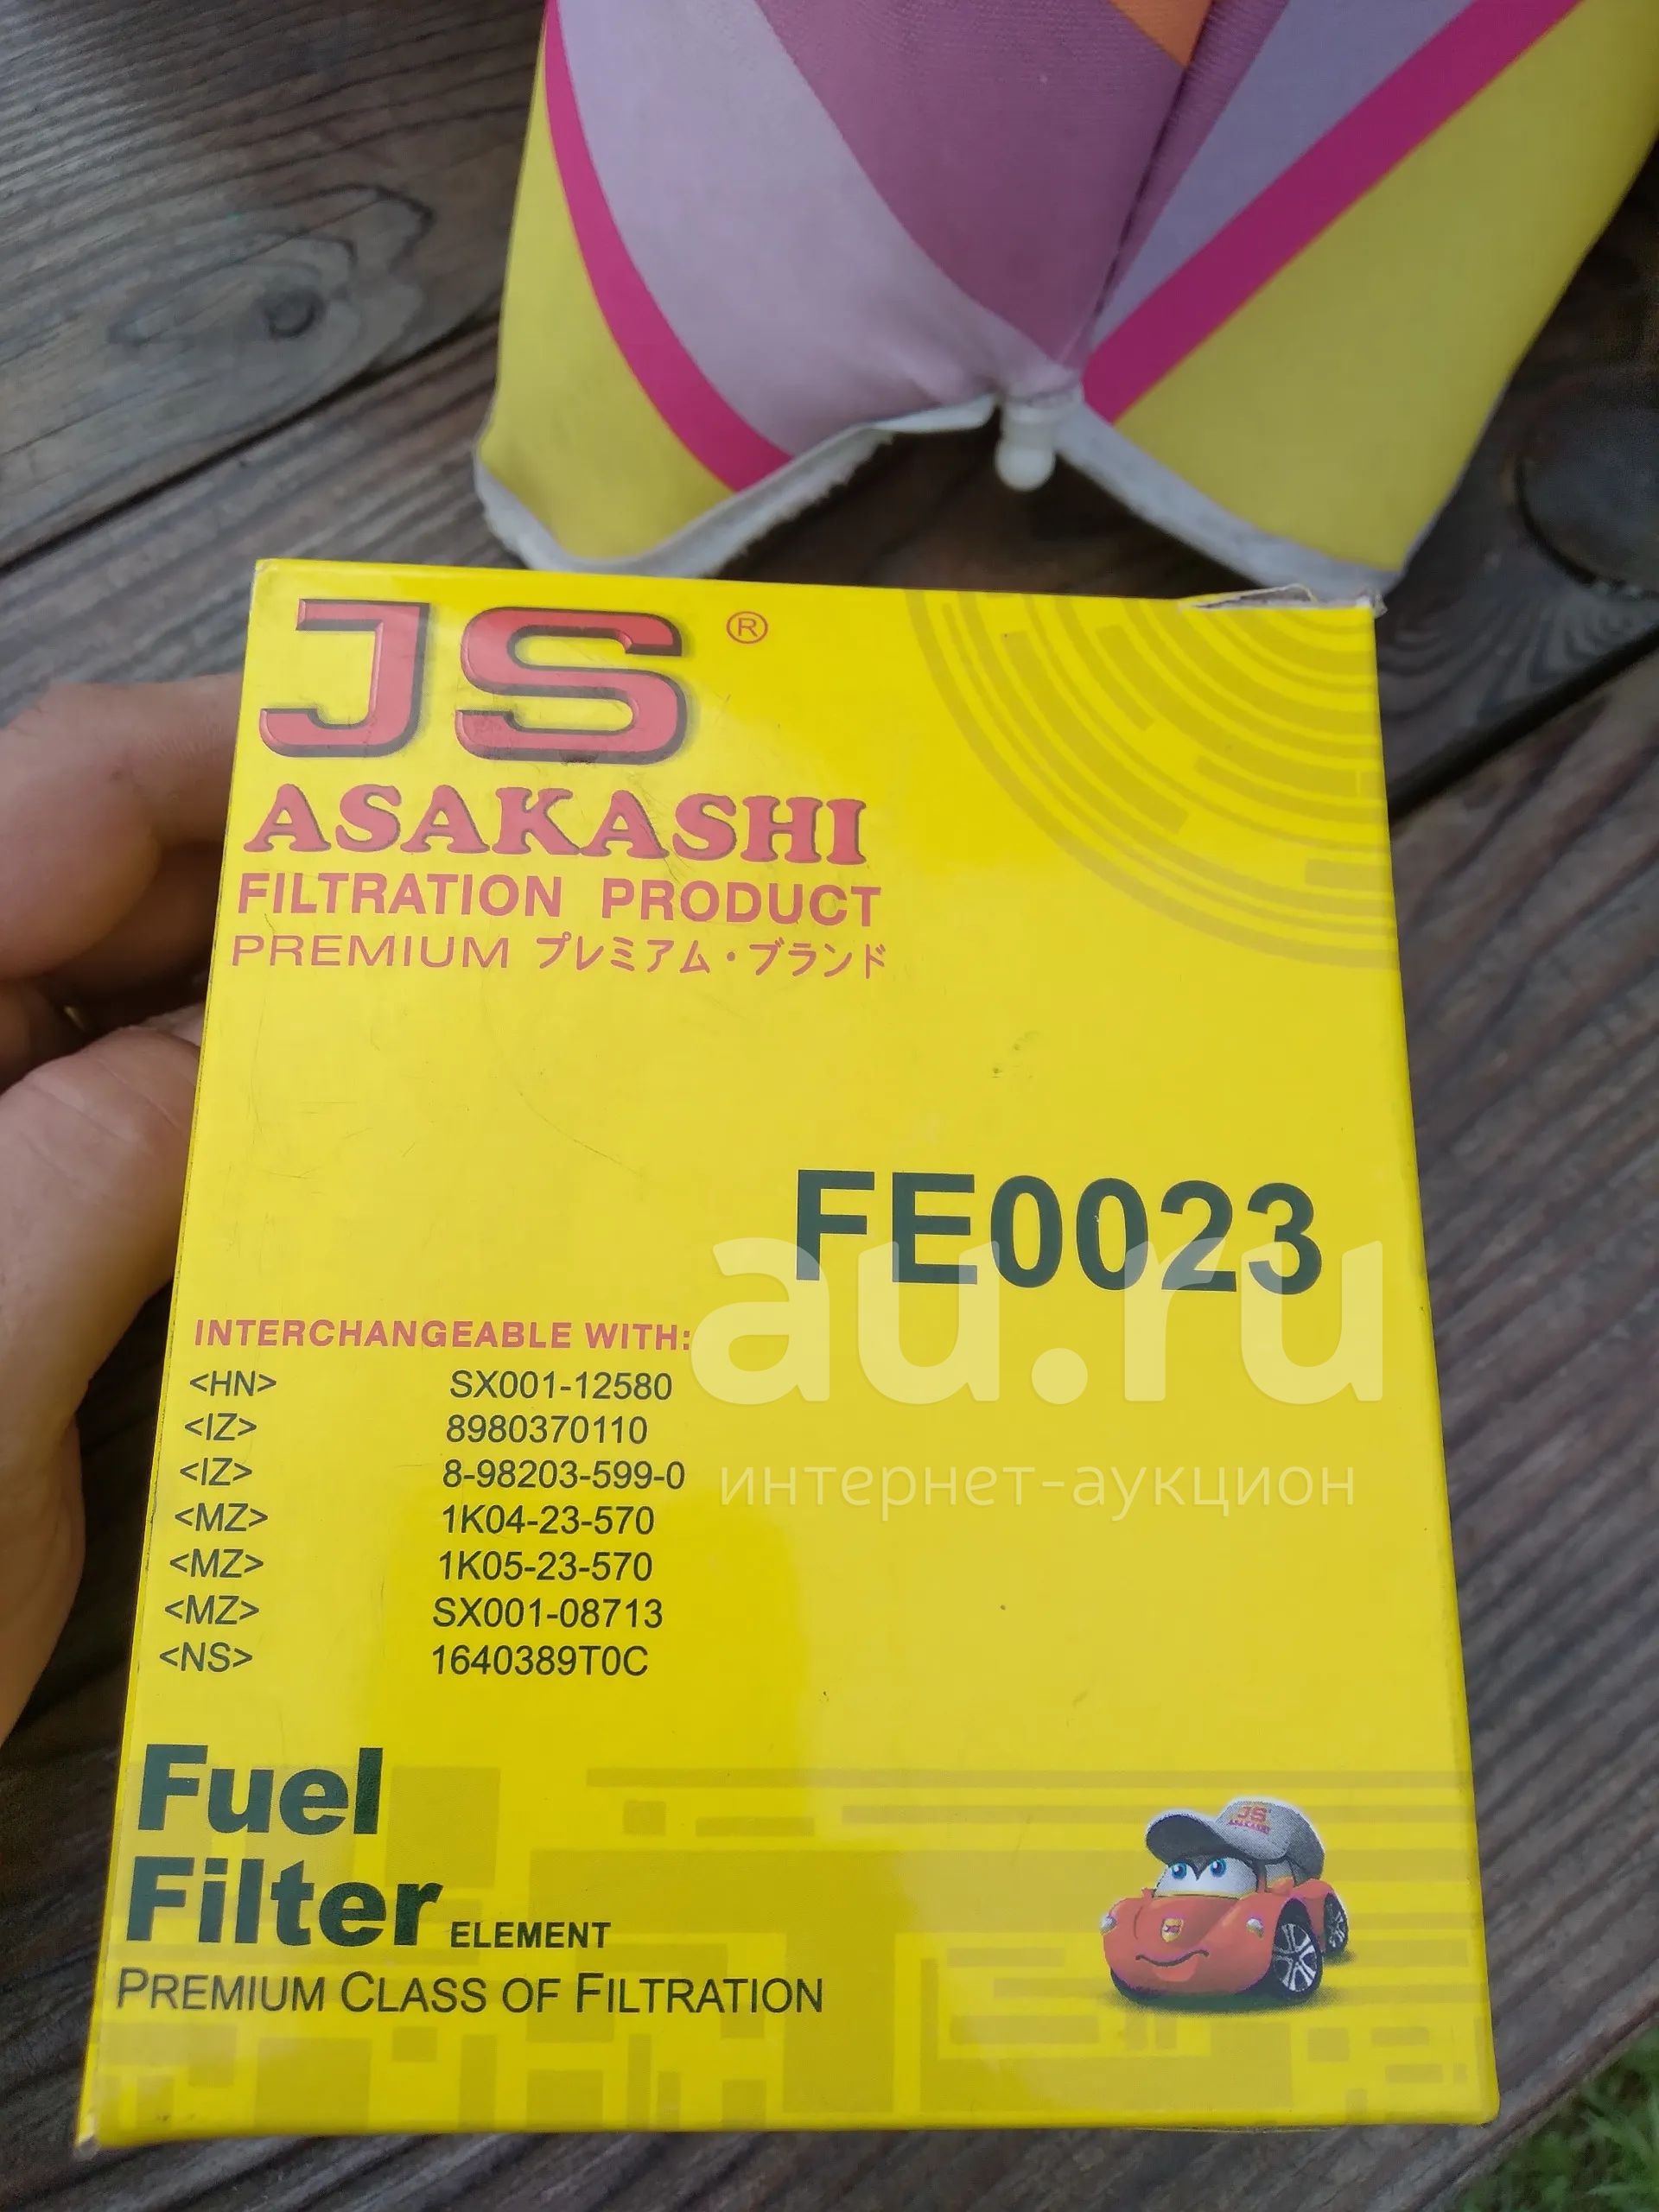 JS ®
ASAKASHI
FILTRATION PRODUCT
PREMIUM プレミアム・ブランド
FE0023
au.ru
интернет-аукцион
INTERCHANGEABLE WITH:
<HN> SX001-12580
<IZ> 8980370110
<IZ> 8-98203-599-0
<MZ> 1K04-23-570
<MZ> 1K05-23-570
<MZ> SX001-08713
<NS> 1640389T0C
Fuel
Filter ELEMENT
PREMIUM CLASS OF FILTRATION
JS
ASAKASHI